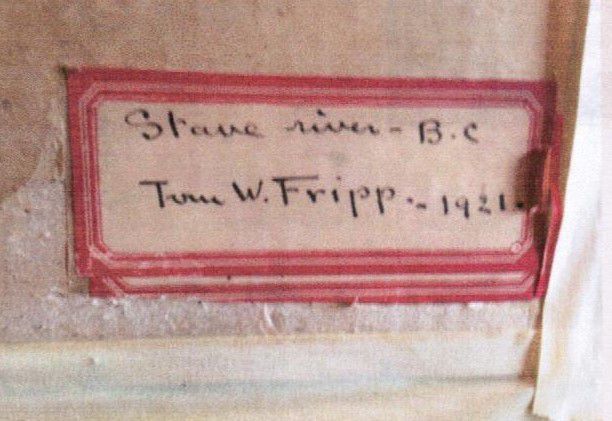 Stave river - B.C
Tom W. Fripp. - 1921.